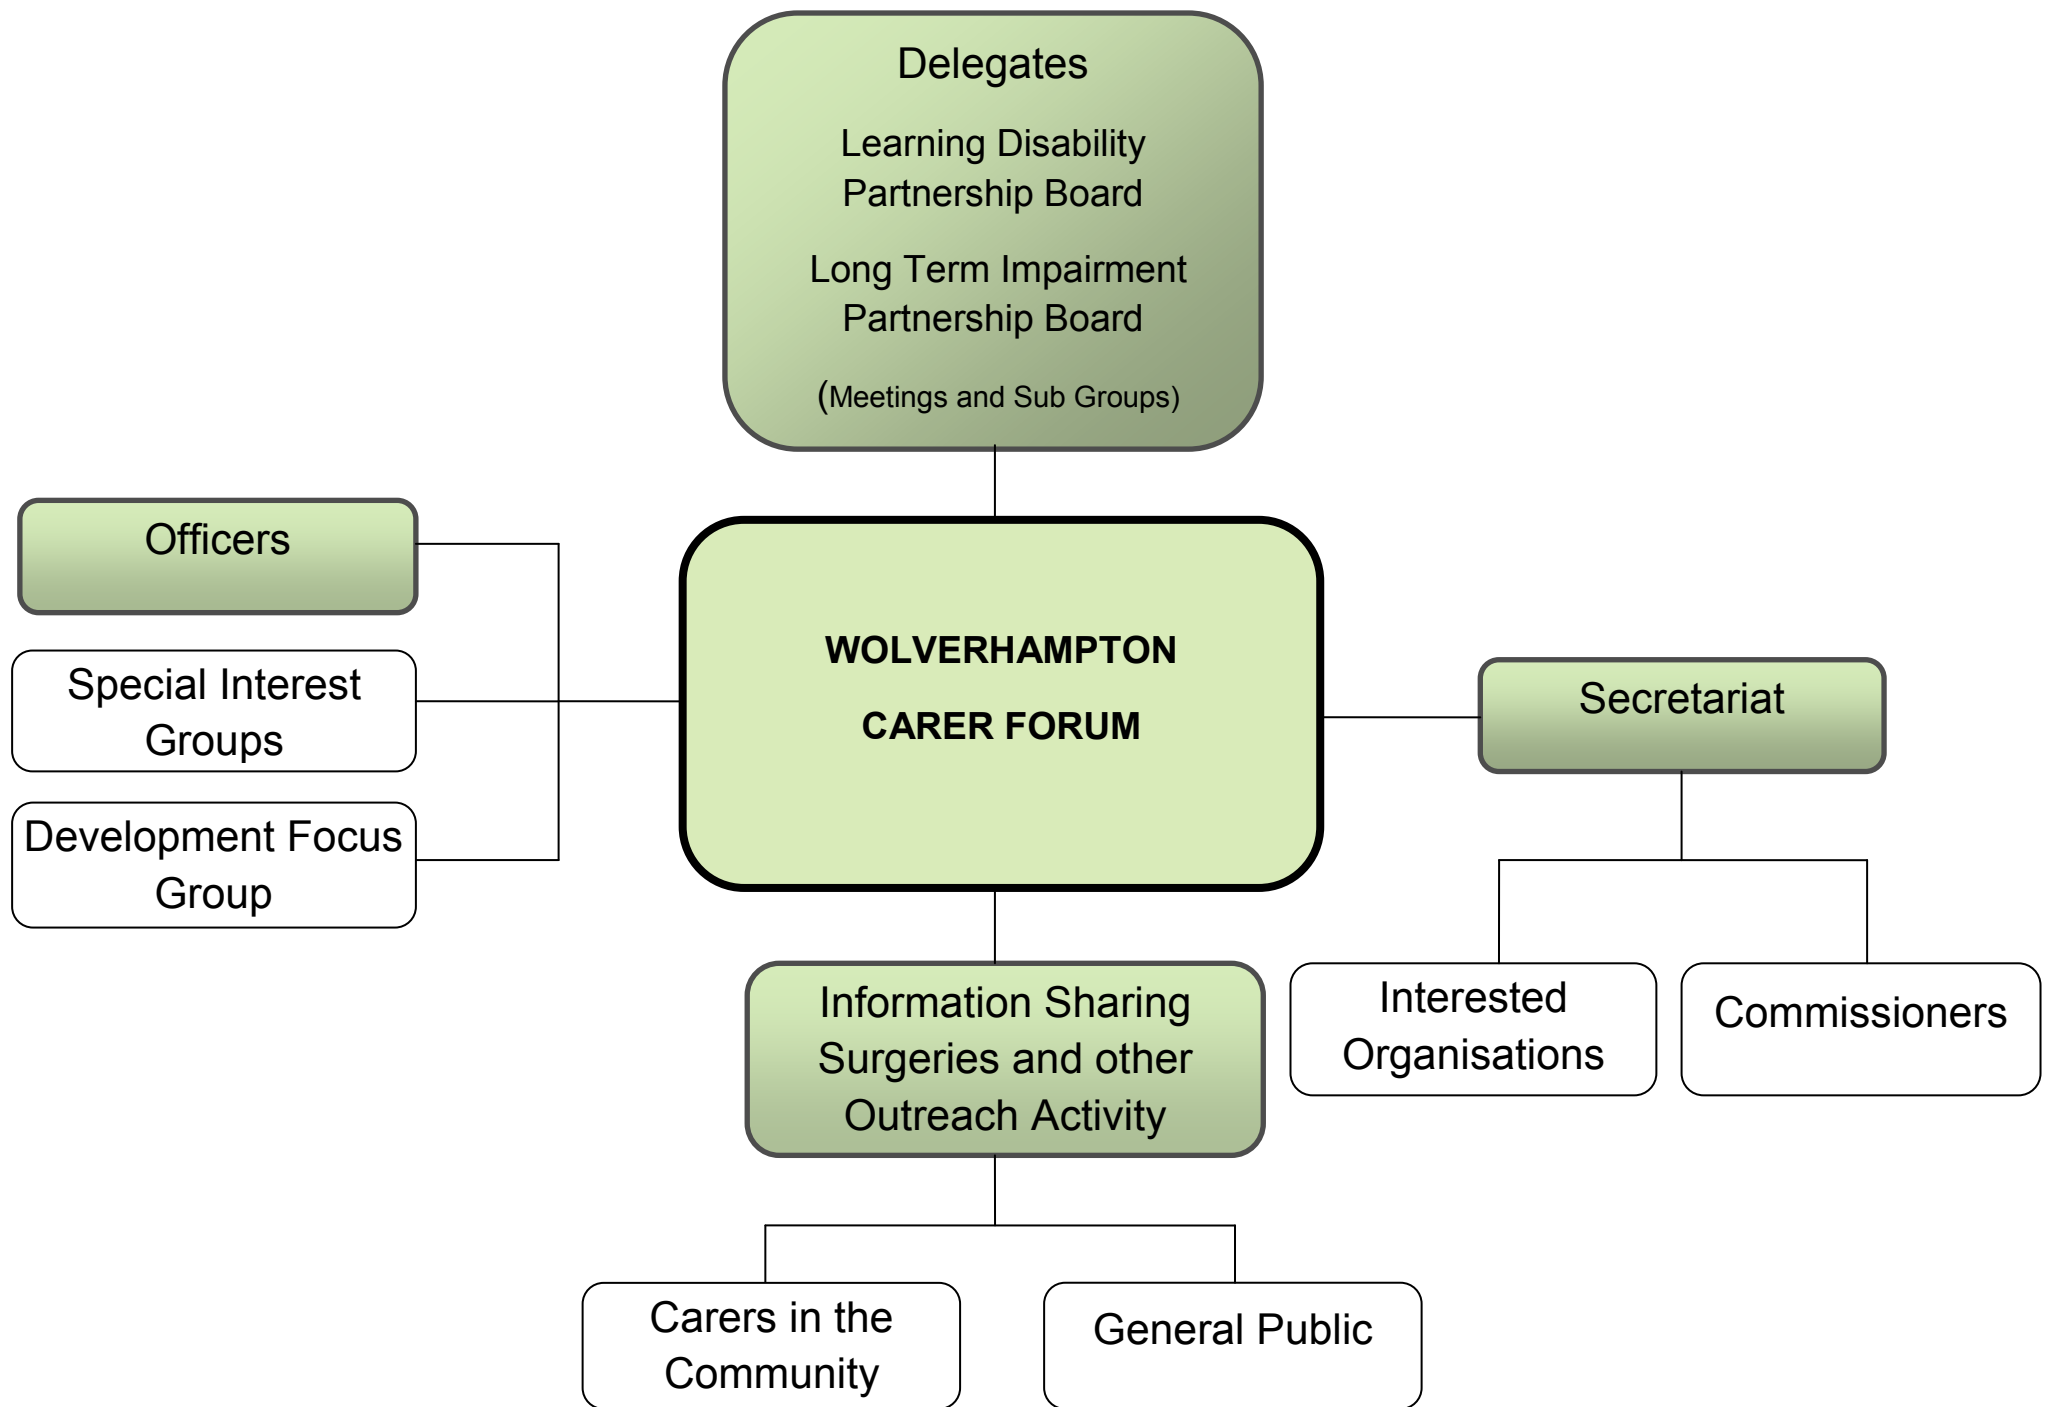 Delegates
Learning Disability
Partnership Board
Long Term Impairment
Partnership Board
(Meetings and Sub Groups)
Officers
Special Interest
Groups
Development Focus
Group
WOLVERHAMPTON
CARER FORUM
Secretariat
Interested
Organisations
Commissioners
Information Sharing
Surgeries and other
Outreach Activity
Carers in the
Community
General Public